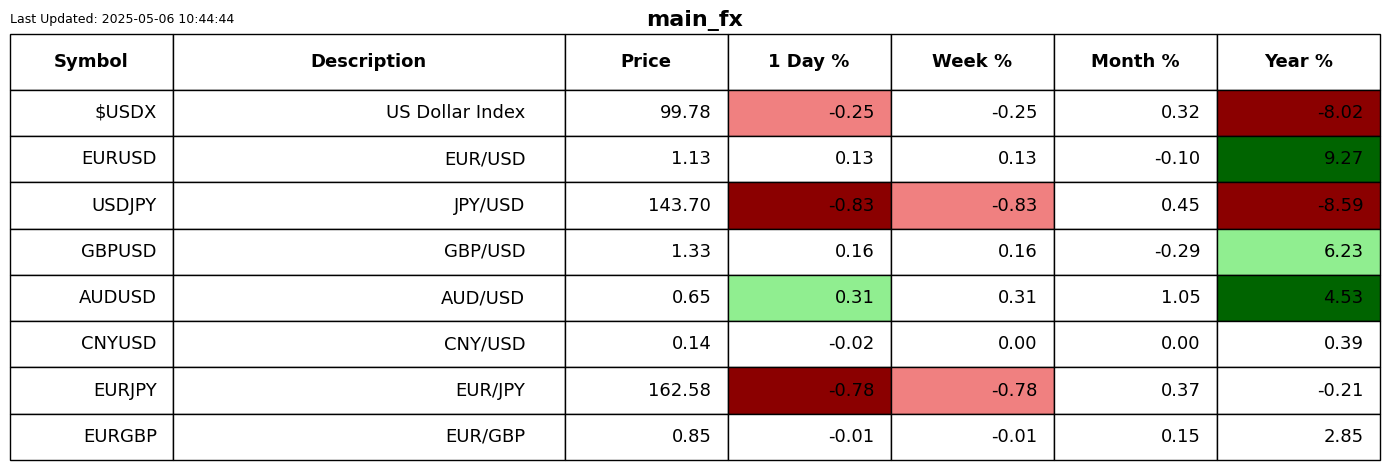 Last Updated: 2025-05-06 10:44:44
main_fx
Symbol Description Price 1 Day % Week % Month % Year %
$USDX US Dollar Index 99.78 -0.25 -0.25 0.32 -8.02
EURUSD EUR/USD 1.13 0.13 0.13 -0.10 9.27
USDJPY JPY/USD 143.70 -0.83 -0.83 0.45 -8.59
GBPUSD GBP/USD 1.33 0.16 0.16 -0.29 6.23
AUDUSD AUD/USD 0.65 0.31 0.31 1.05 4.53
CNYUSD CNY/USD 0.14 -0.02 0.00 0.00 0.39
EURJPY EUR/JPY 162.58 -0.78 -0.78 0.37 -0.21
EURGBP EUR/GBP 0.85 -0.01 -0.01 0.15 2.85